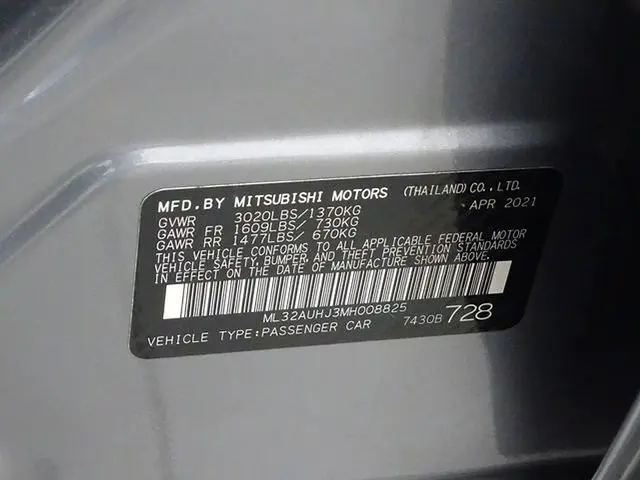 MFD.BY MITSUBISHI MOTORS (THAILAND)CO.,LTD.
GVWR 3020LBS/1370KG APR 2021
GAWR FR 1609LBS/ 730KG
GAWR RR 1477LBS/ 670KG
THIS VEHICLE CONFORMS TO ALL APPLICABLE FEDERAL MOTOR
VEHICLE SAFETY, BUMPER, AND THEFT PREVENTION STANDARDS
IN EFFECT ON THE DATE OF MANUFACTURE SHOWN ABOVE.
ML32AUHJ3MH008825
VEHICLE TYPE:PASSENGER CAR 7430B 728